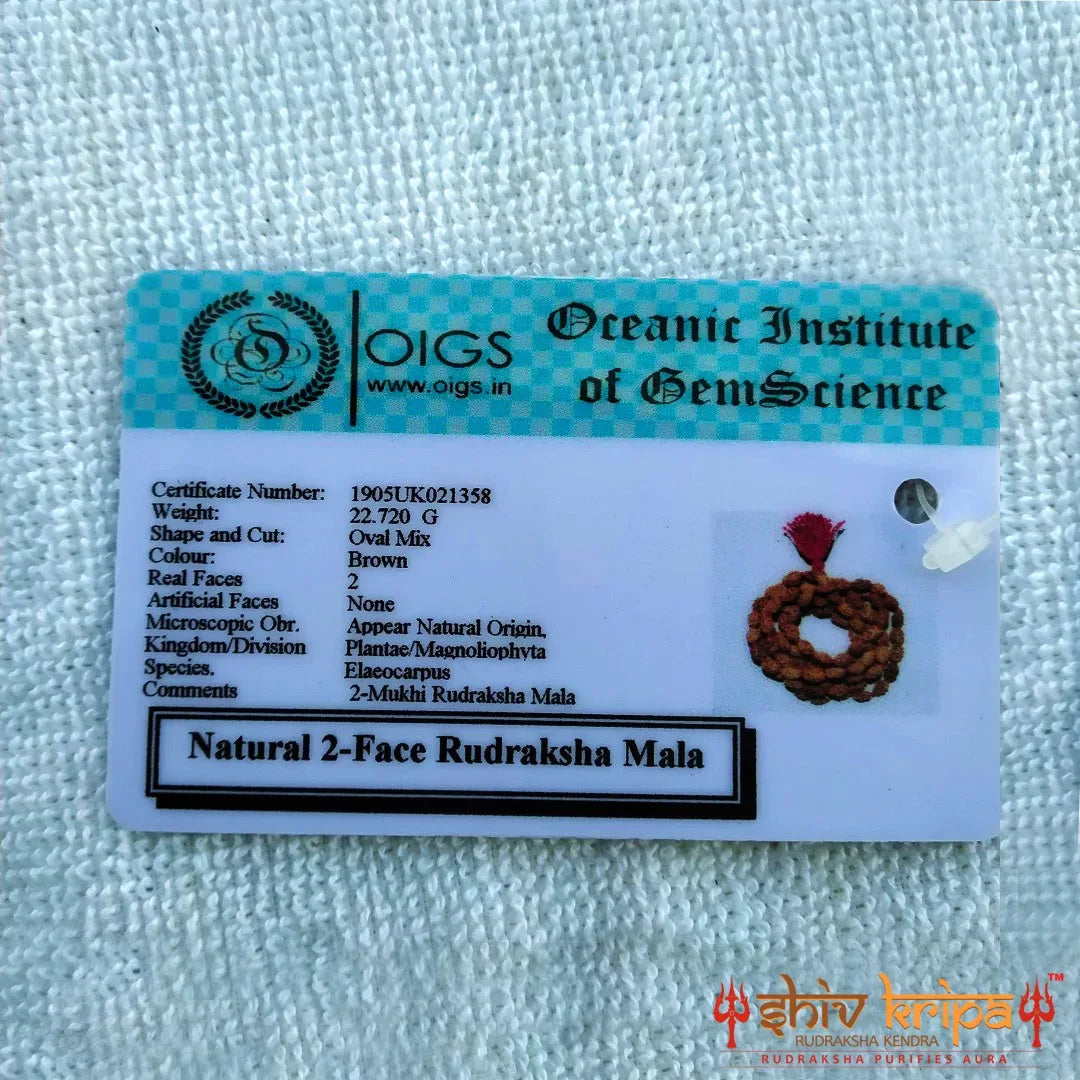 OIGS
www.oigs.in
Oceanic Institute
of GemScience
Certificate Number: 1905UK021358
Weight: 22.720 G
Shape and Cut: Oval Mix
Colour: Brown
Real Faces 2
Artificial Faces None
Microscopic Obr. Appear Natural Origin,
Kingdom/Division Plantae/Magnoliophyta
Species. Elaeocarpus
Comments 2-Mukhi Rudraksha Mala
Natural 2-Face Rudraksha Mala
shiv kripa TM
RUDRAKSHA KENDRA
RUDRAKSHA PURIFIES AURA